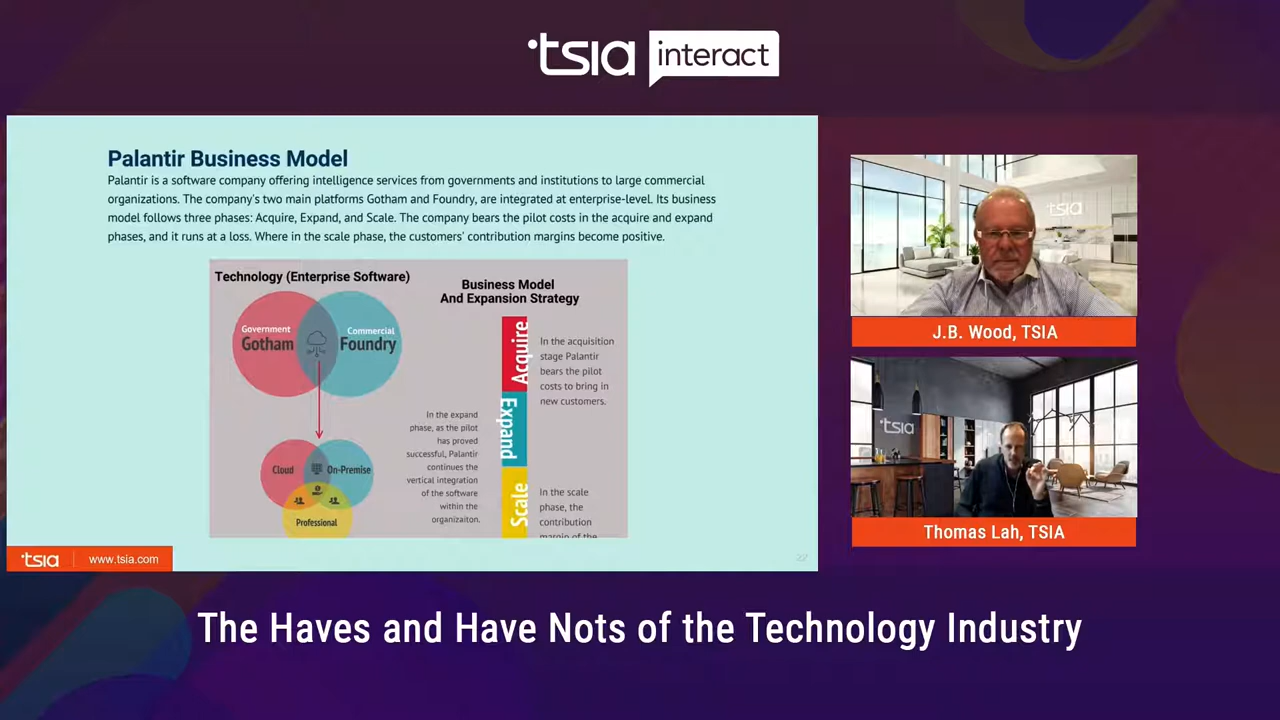 tsia interact
Palantir Business Model
Palantir is a software company offering intelligence services from governments and institutions to large commercial
organizations. The company's two main platforms Gotham and Foundry, are integrated at enterprise-level. Its business
model follows three phases: Acquire, Expand, and Scale. The company bears the pilot costs in the acquire and expand
phases, and it runs at a loss. Where in the scale phase, the customers' contribution margins become positive.
Technology (Enterprise Software)
Government
Gotham
Commercial
Foundry
Cloud
On-Premise
Professional
Business Model
And Expansion Strategy
Acquire
In the acquisition
stage Palantir
bears the pilot
costs to bring in
new customers.
Expand
In the expand
phase, as the pilot
has proved
successful, Palantir
continues the
vertical integration
of the software
within the
organizaiton.
Scale
In the scale
phase, the
contribution
margin of the
tsia
www.tsia.com
22
tsia
J.B. Wood, TSIA
tsia
Thomas Lah, TSIA
The Haves and Have Nots of the Technology Industry